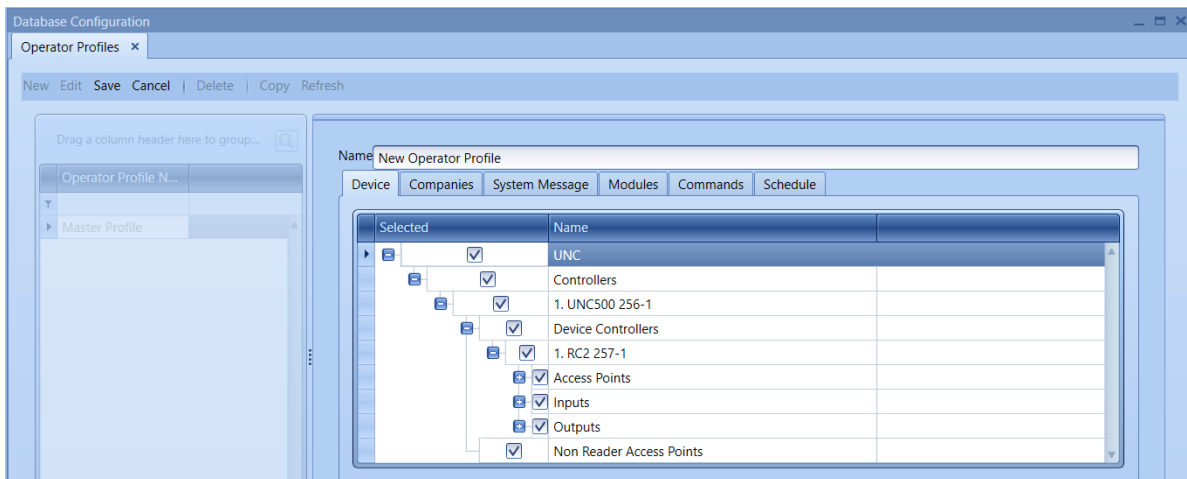 Database Configuration
Operator Profiles
New Edit Save Cancel Delete Copy Refresh
Drag a column header here to group...
Operator Profile N...
Master Profile
Name New Operator Profile
Device Companies System Message Modules Commands Schedule
Selected Name
UNC
Controllers
1. UNC500 256-1
Device Controllers
1. RC2 257-1
Access Points
Inputs
Outputs
Non Reader Access Points